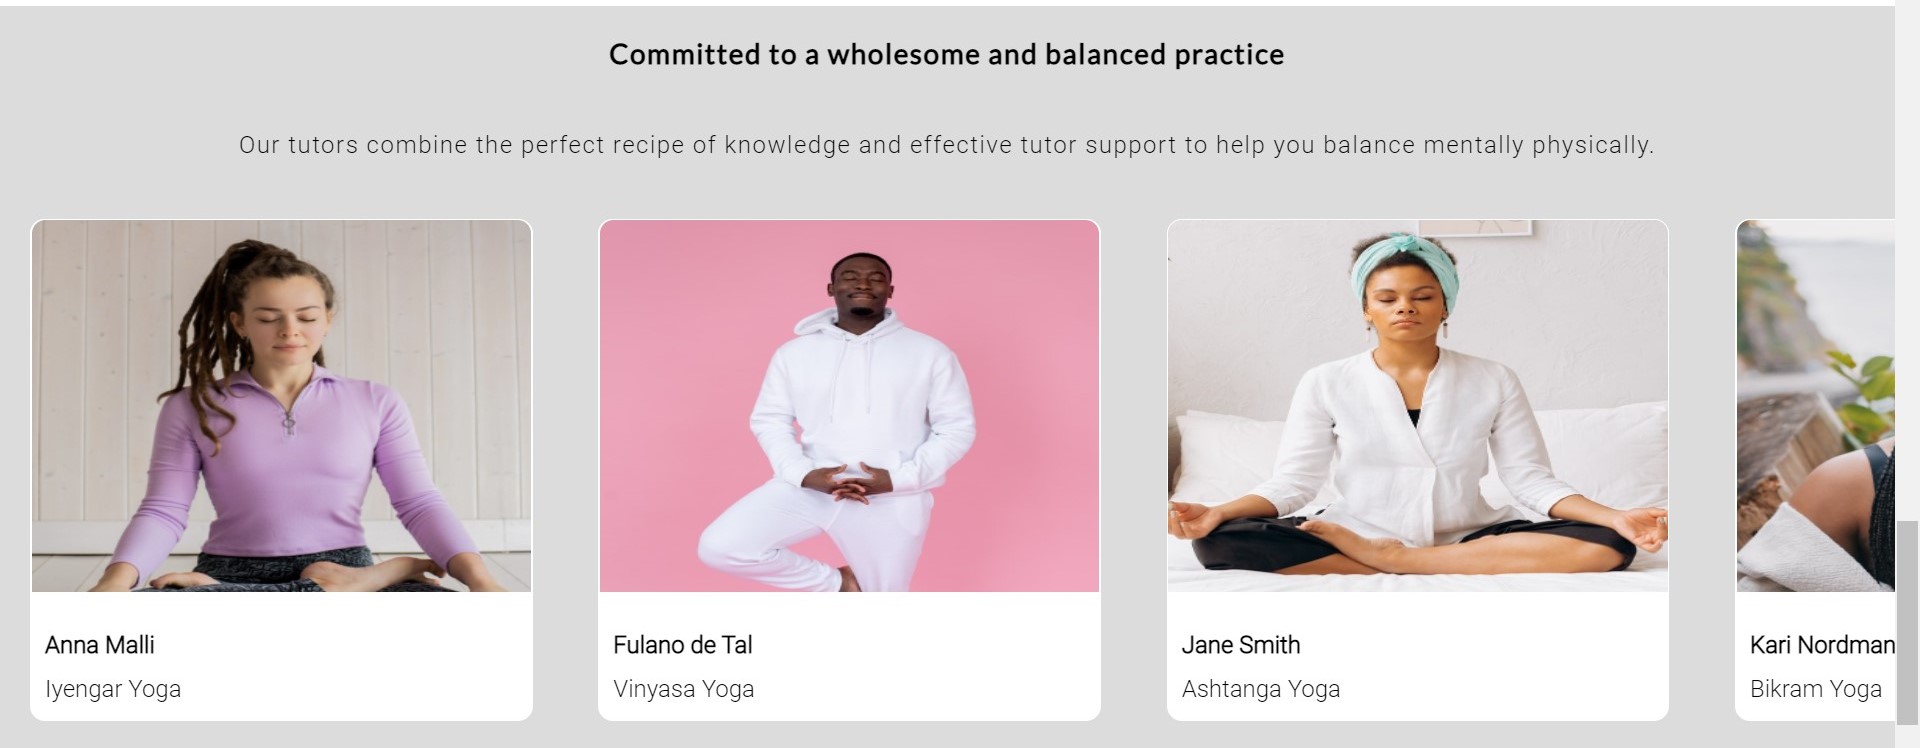 Committed to a wholesome and balanced practice
Our tutors combine the perfect recipe of knowledge and effective tutor support to help you balance mentally physically.
Anna Malli
Iyengar Yoga
Fulano de Tal
Vinyasa Yoga
Jane Smith
Ashtanga Yoga
Kari Nordman
Bikram Yoga